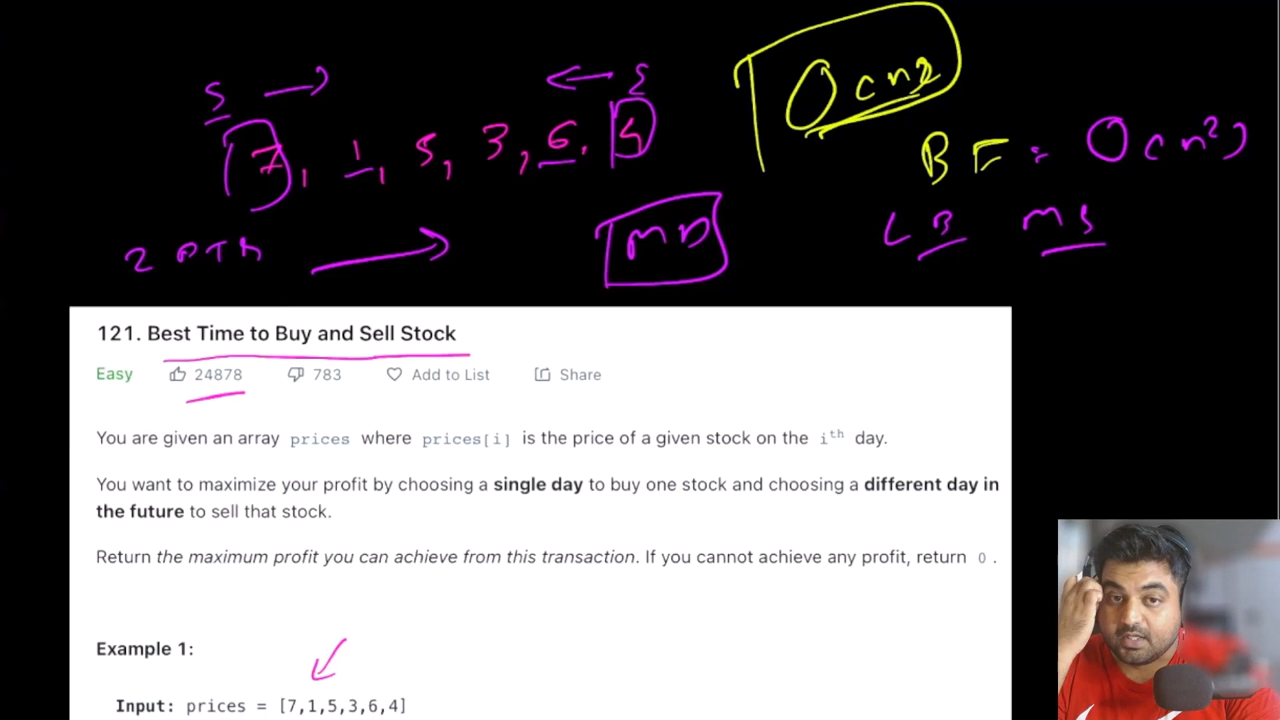 S → ← S
7, 1, 5, 3, 6, 4
O(n2
BF = O(n²)
2 PTR → MP
LB MS
121. Best Time to Buy and Sell Stock
Easy 24878 783 Add to List Share
You are given an array prices where prices[i] is the price of a given stock on the ith day.
You want to maximize your profit by choosing a single day to buy one stock and choosing a different day in
the future to sell that stock.
Return the maximum profit you can achieve from this transaction. If you cannot achieve any profit, return 0.
Example 1:
Input: prices = [7,1,5,3,6,4]